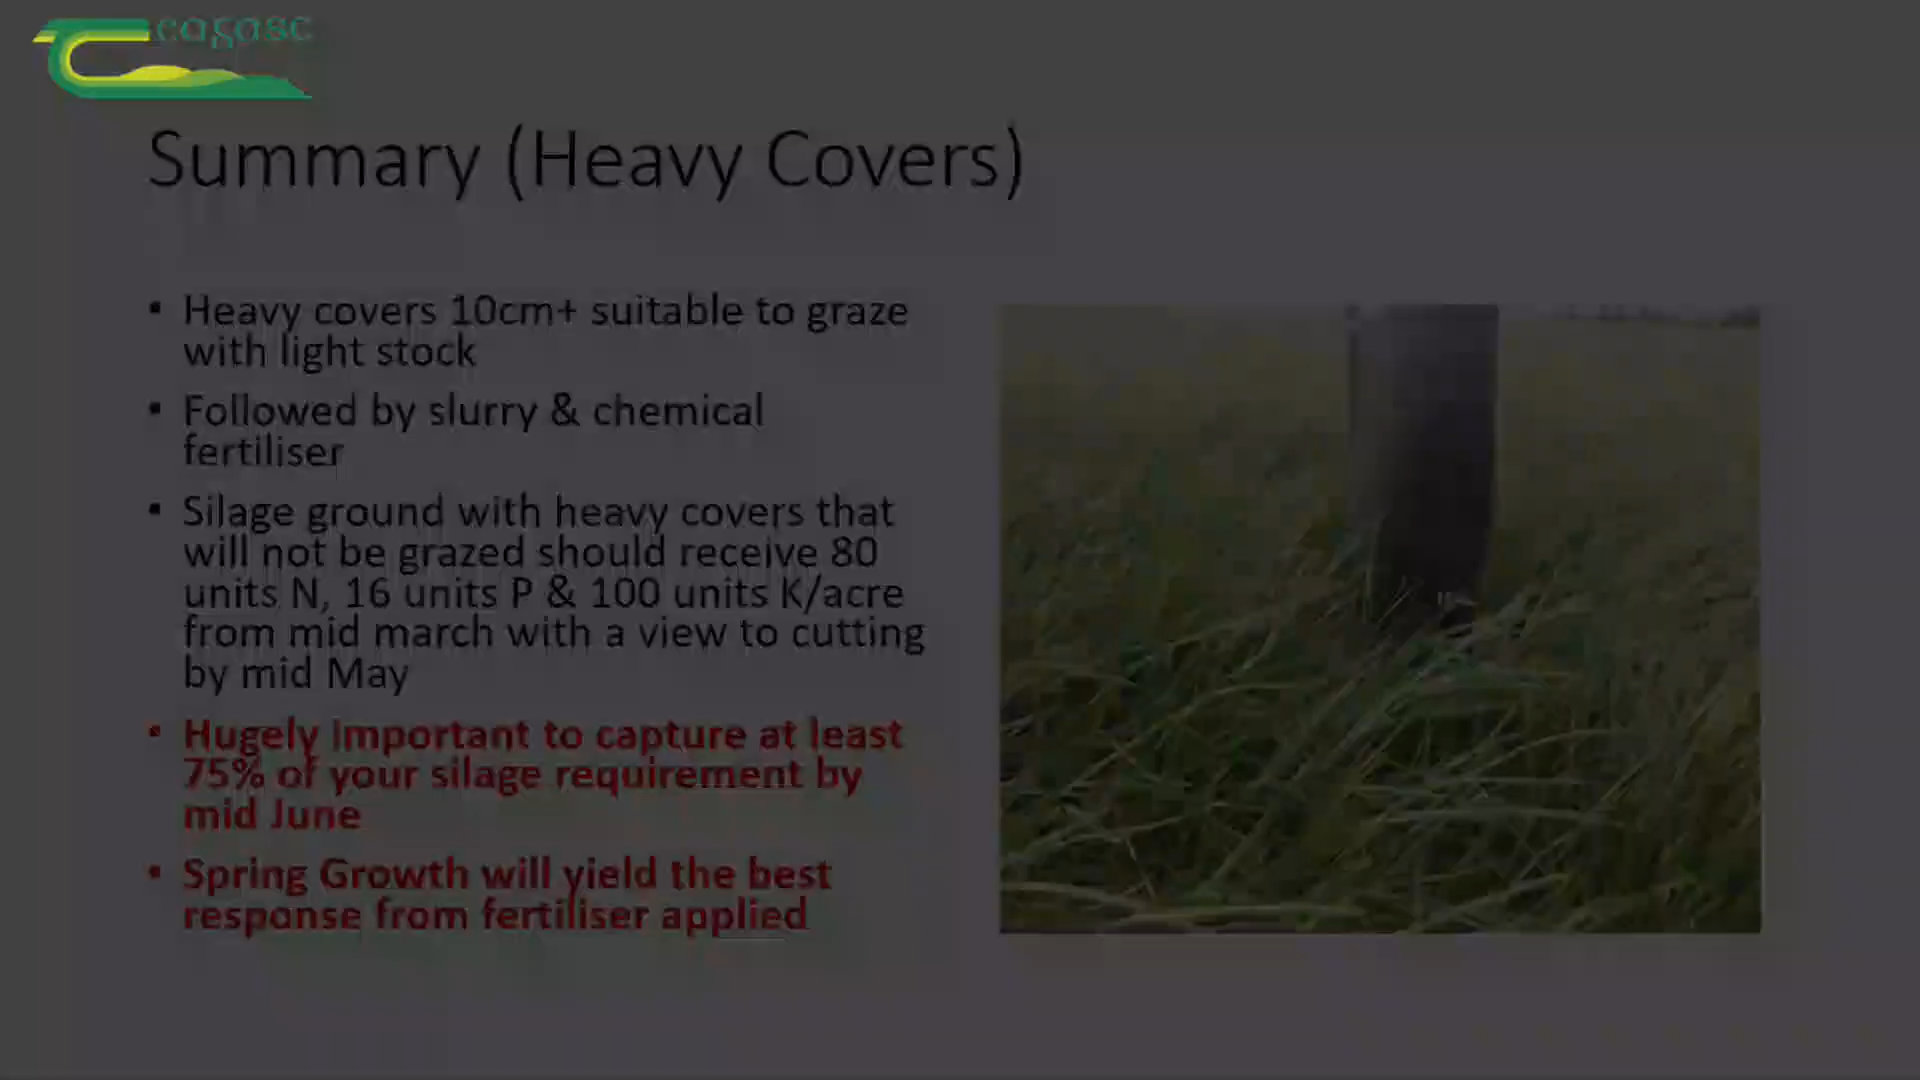 eagasc
Summary (Heavy Covers)
• Heavy covers 10cm+ suitable to graze
with light stock
• Followed by slurry & chemical
fertiliser
• Silage ground with heavy covers that
will not be grazed should receive 80
units N, 16 units P & 100 units K/acre
from mid march with a view to cutting
by mid May
• Hugely important to capture at least
75% of your silage requirement by
mid June
• Spring Growth will yield the best
response from fertiliser applied